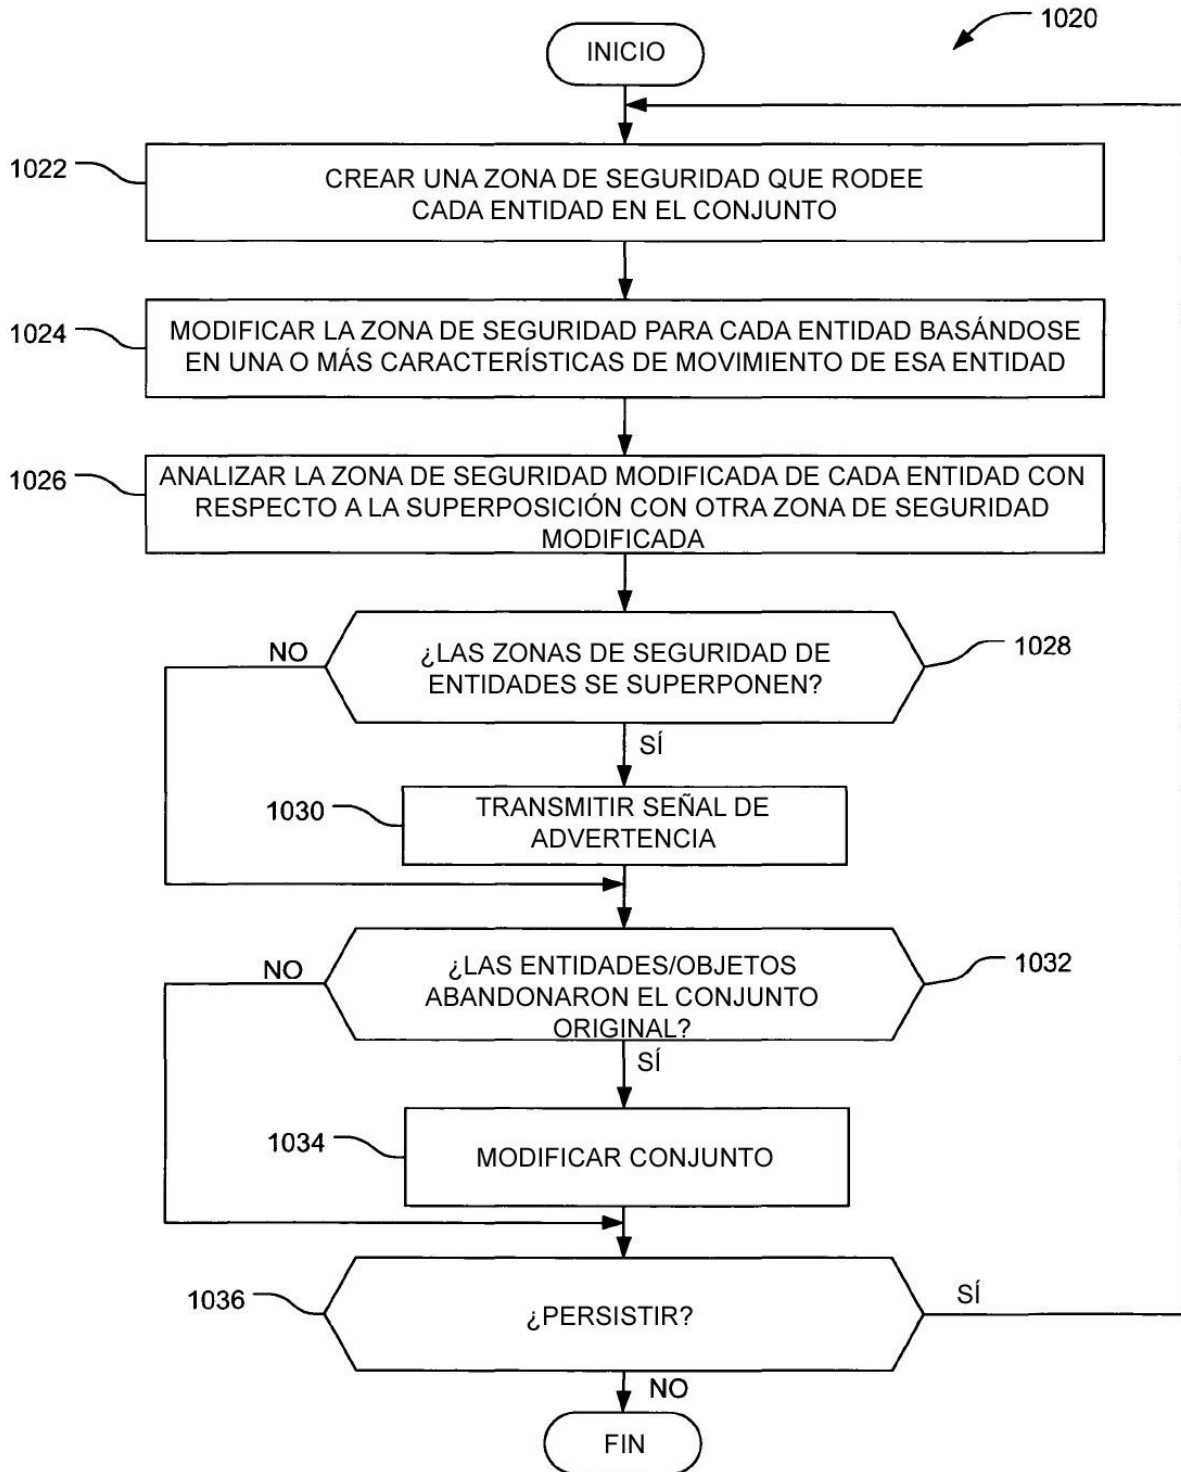 1020
INICIO
1022
CREAR UNA ZONA DE SEGURIDAD QUE RODEE
CADA ENTIDAD EN EL CONJUNTO
1024
MODIFICAR LA ZONA DE SEGURIDAD PARA CADA ENTIDAD BASÁNDOSE
EN UNA O MÁS CARACTERÍSTICAS DE MOVIMIENTO DE ESA ENTIDAD
1026
ANALIZAR LA ZONA DE SEGURIDAD MODIFICADA DE CADA ENTIDAD CON
RESPECTO A LA SUPERPOSICIÓN CON OTRA ZONA DE SEGURIDAD
MODIFICADA
NO
¿LAS ZONAS DE SEGURIDAD DE
ENTIDADES SE SUPERPONEN?
1028
SÍ
1030
TRANSMITIR SEÑAL DE
ADVERTENCIA
NO
¿LAS ENTIDADES/OBJETOS
ABANDONARON EL CONJUNTO
ORIGINAL?
1032
SÍ
1034
MODIFICAR CONJUNTO
1036
¿PERSISTIR?
SÍ
NO
FIN